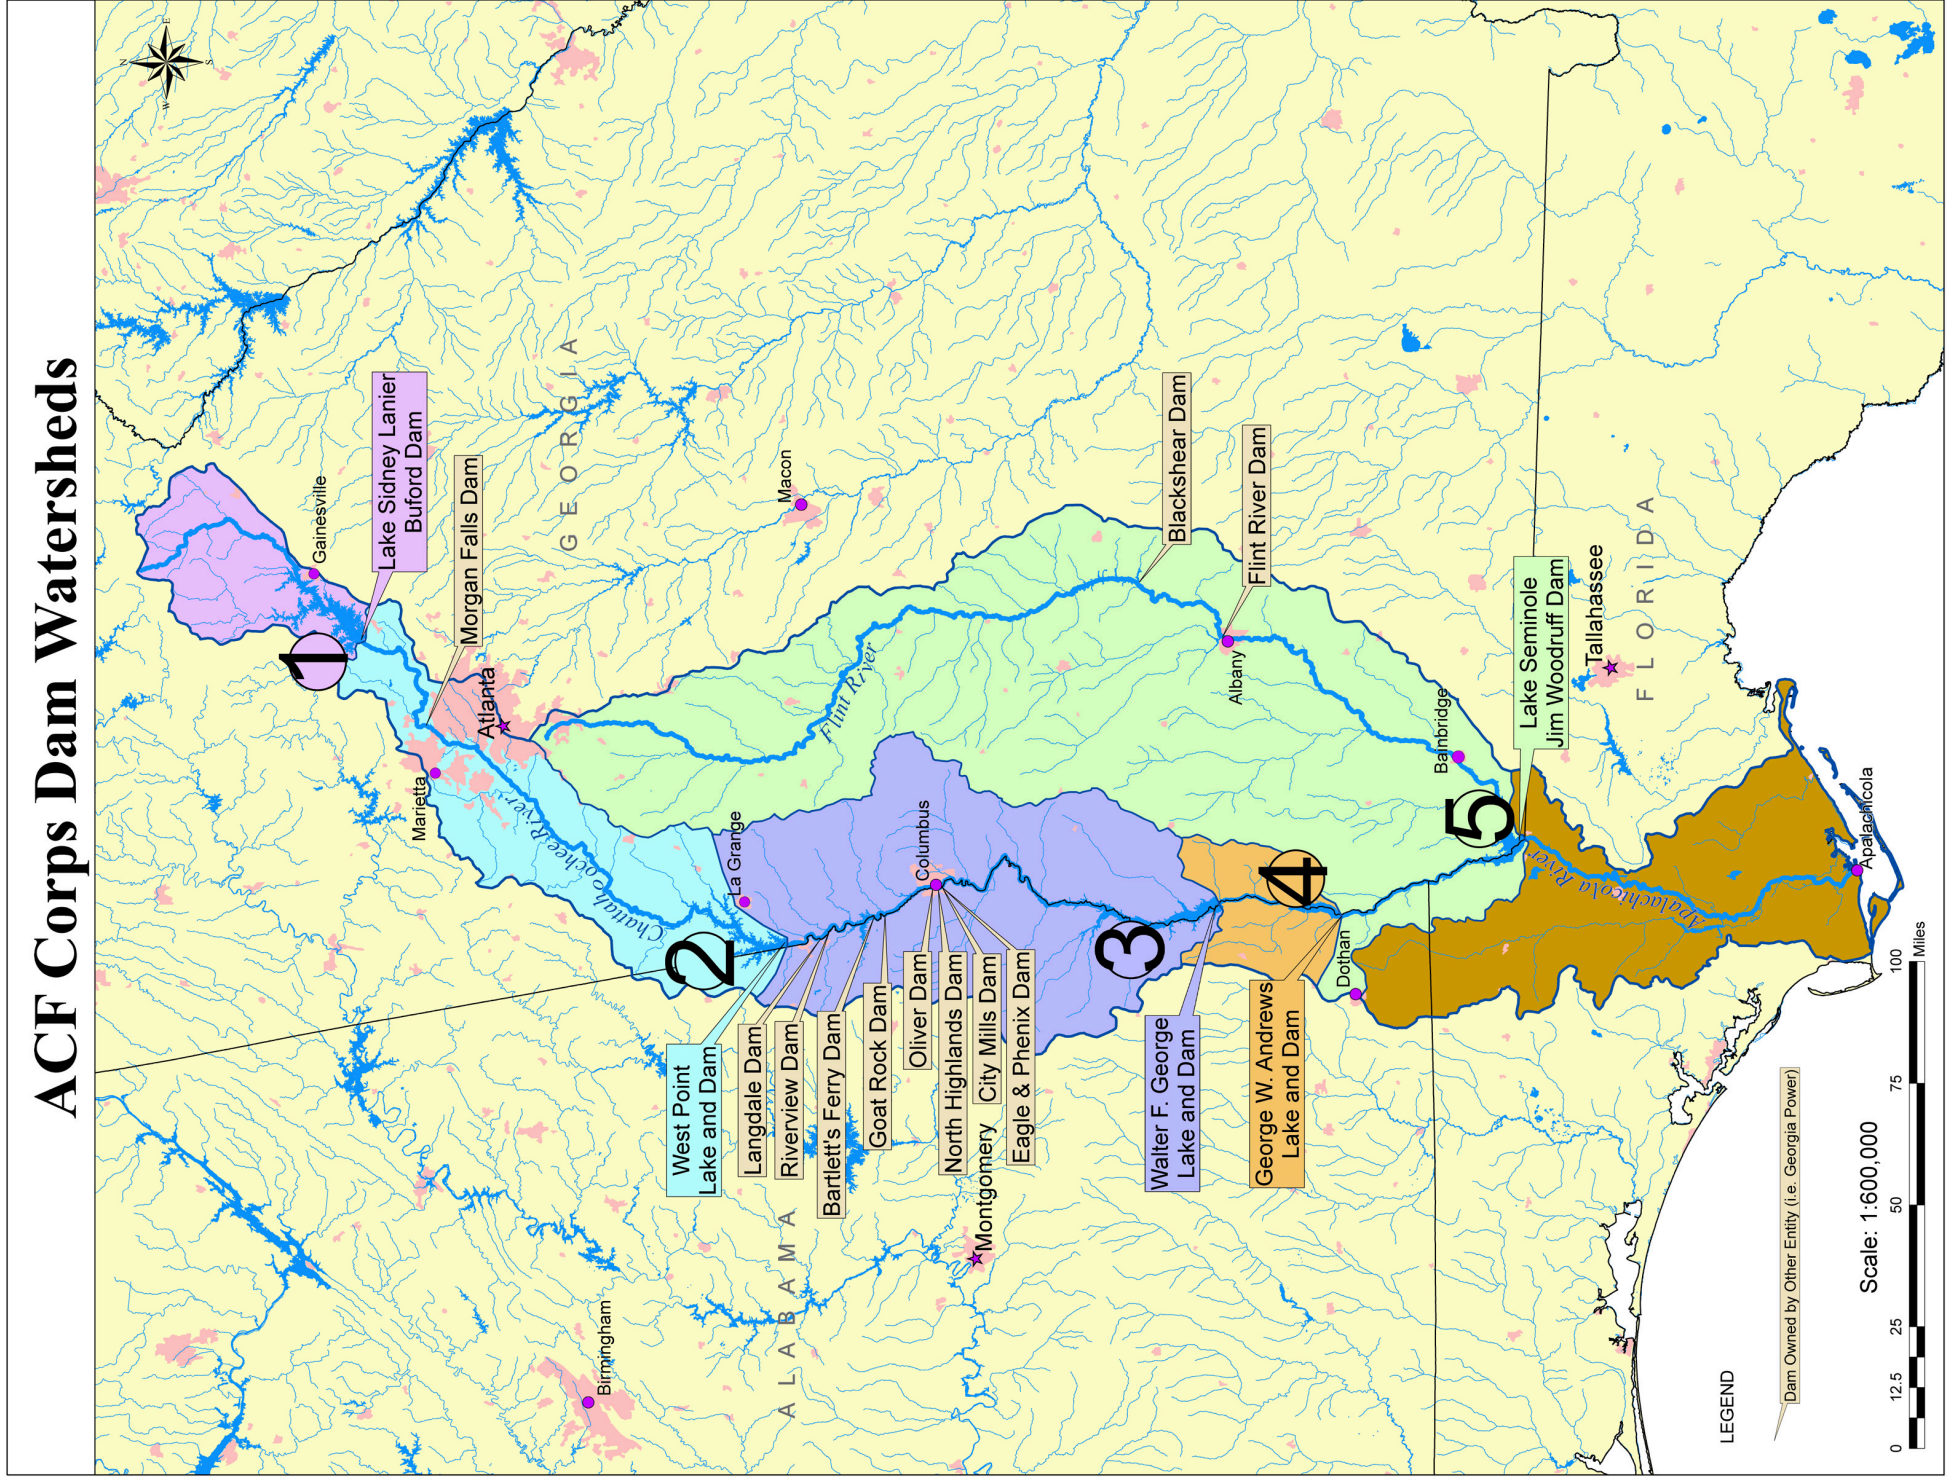 ACF Corps Dam Watersheds
N
E
S
W
Gainesville
Lake Sidney Lanier
Buford Dam
Morgan Falls Dam
Atlanta
Marietta
GEORGIA
Macon
Chattahoochee River
Flint River
La Grange
Columbus
Blackshear Dam
Flint River Dam
Albany
Bainbridge
Lake Seminole
Jim Woodruff Dam
Tallahassee
FLORIDA
Apalachicola River
Apalachicola
1
2
3
4
5
West Point
Lake and Dam
Langdale Dam
Riverview Dam
Bartlett's Ferry Dam
Goat Rock Dam
Oliver Dam
North Highlands Dam
City Mills Dam
Eagle & Phenix Dam
Walter F. George
Lake and Dam
George W. Andrews
Lake and Dam
Dothan
Montgomery
ALABAMA
Birmingham
LEGEND
Dam Owned by Other Entity (i.e. Georgia Power)
Scale: 1:600,000
0 12.5 25 50 75 100
Miles